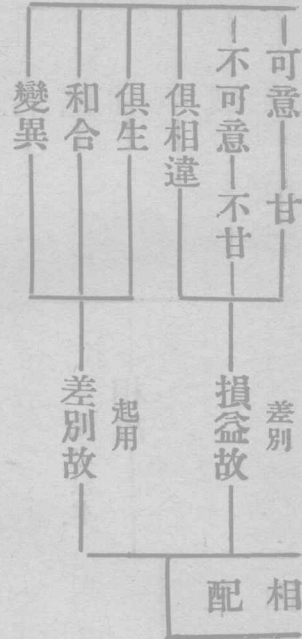 可意 甘
不可意 不甘
俱相違
俱生
和合
變異
差別
損益故
起用
差別故
相配